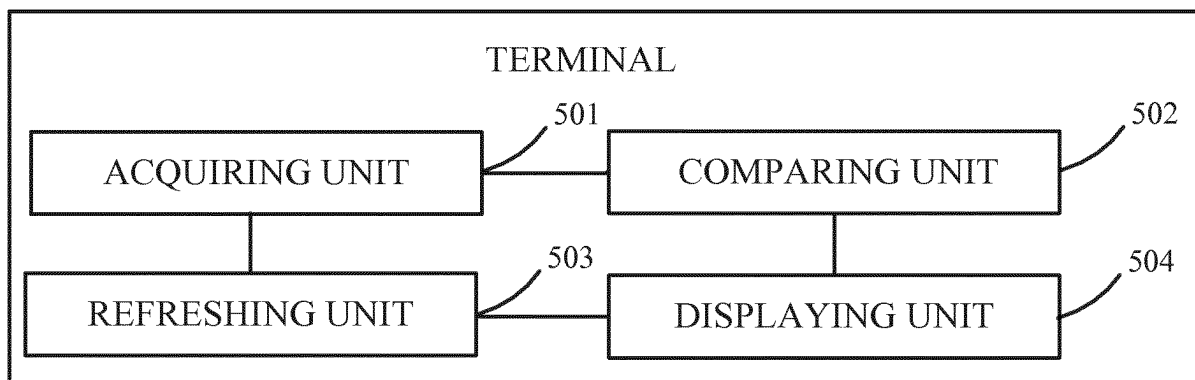 TERMINAL
501
502
ACQUIRING UNIT
COMPARING UNIT
503
504
REFRESHING UNIT
DISPLAYING UNIT